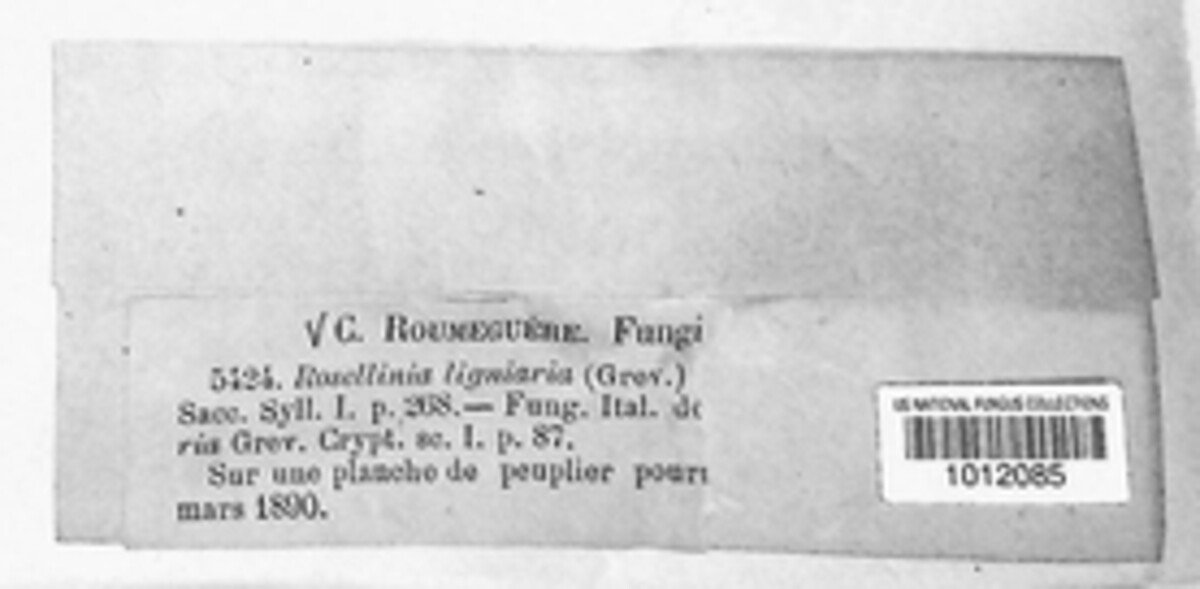 √ C. ROUMEGUÈRE. Fungi
5424. Rosellinia ligniaria (Grev.)
Sacc. Syll. I. p. 268.— Fung. Ital. de
ria Grev. Crypt. sc. I. p. 87.
Sur une planche de peuplier pourr
mars 1890.
US NATIONAL FUNGUS COLLECTIONS
1012085